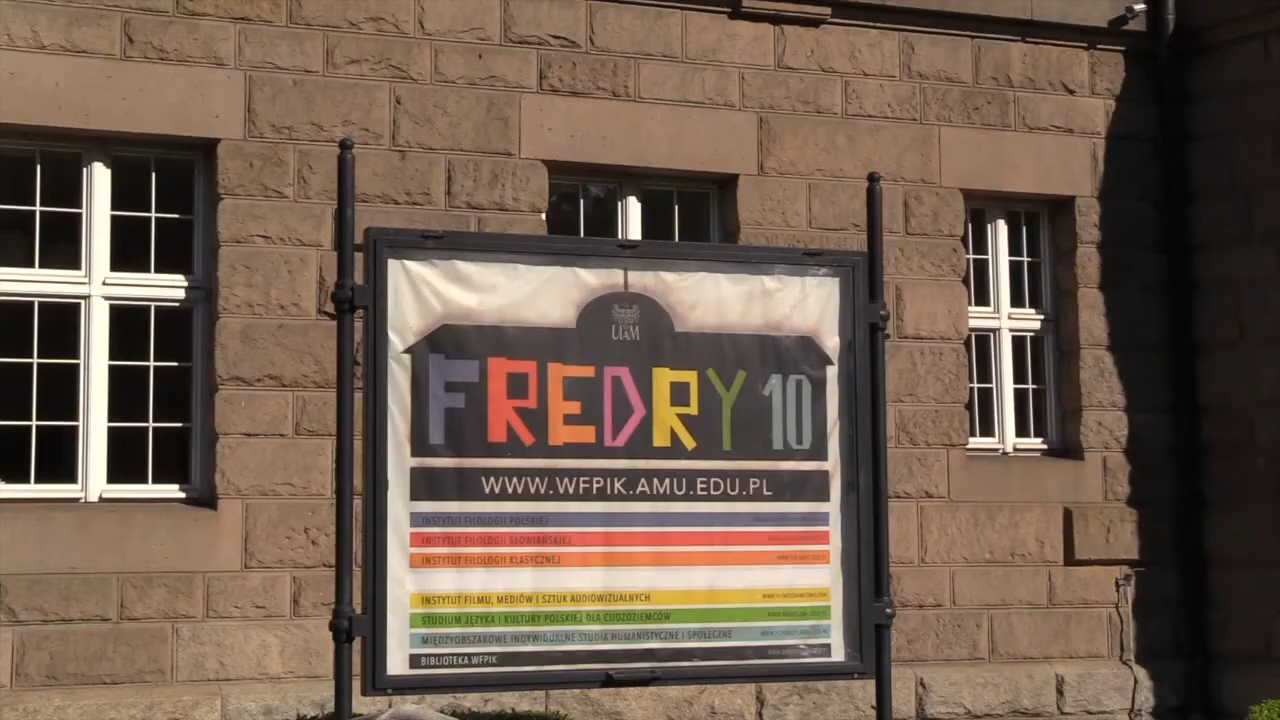 UAM
FREDRY 10
WWW.WFPIK.AMU.EDU.PL
INSTYTUT FILOLOGII POLSKIEJ
INSTYTUT FILOLOGII SŁOWIAŃSKIEJ
INSTYTUT FILOLOGII KLASYCZNEJ
INSTYTUT FILMU, MEDIÓW I SZTUK AUDIOWIZUALNYCH
STUDIUM JĘZYKA I KULTURY POLSKIEJ DLA CUDZOZIEMCÓW
MIĘDZYOBSZAROWE INDYWIDUALNE STUDIA HUMANISTYCZNE I SPOŁECZNE
BIBLIOTEKA WFPIK